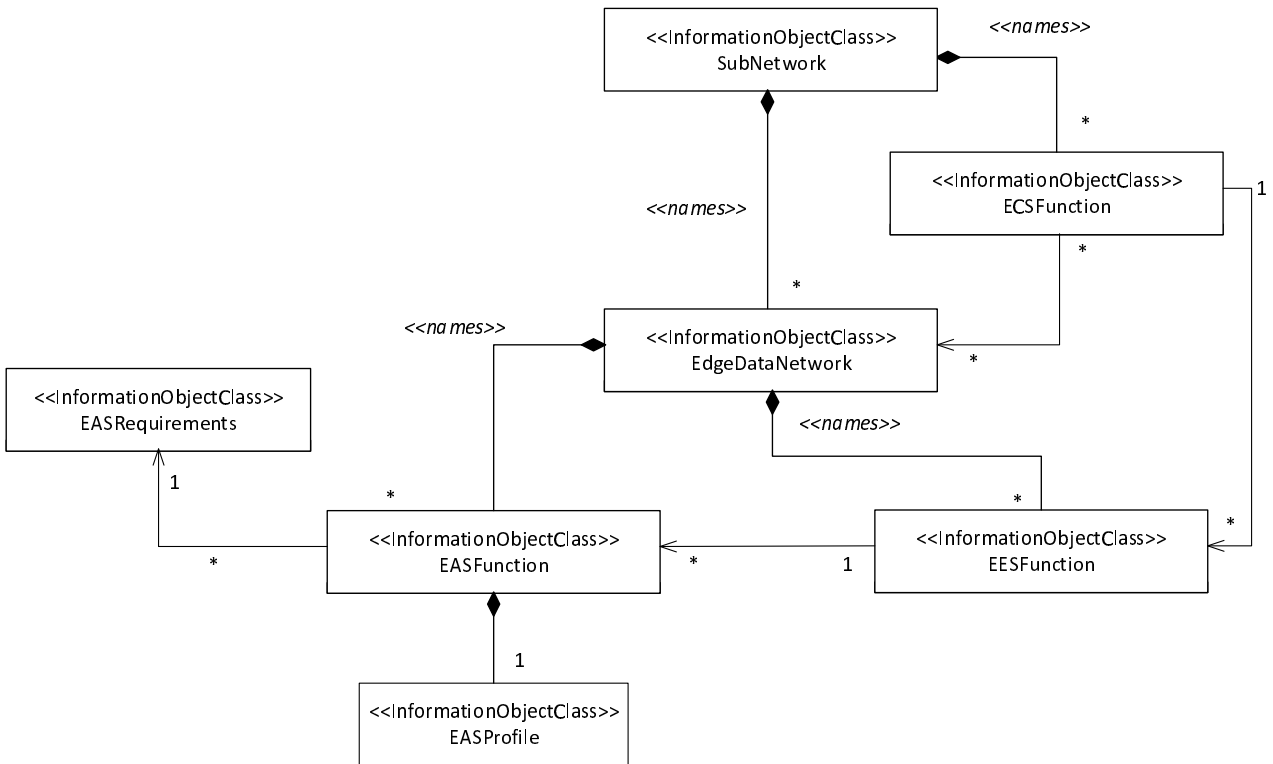 <<names>>
<<InformationObjectClass>>
SubNetwork
*
<<InformationObjectClass>>
ECSFunction
1
<<names>>
*
*
<<names>>
<<InformationObjectClass>>
EdgeDataNetwork
*
<<InformationObjectClass>>
EASRequirements
<<names>>
1
*
*
*
<<InformationObjectClass>>
EASFunction
<<InformationObjectClass>>
EESFunction
*
*
1
1
<<InformationObjectClass>>
EASProfile